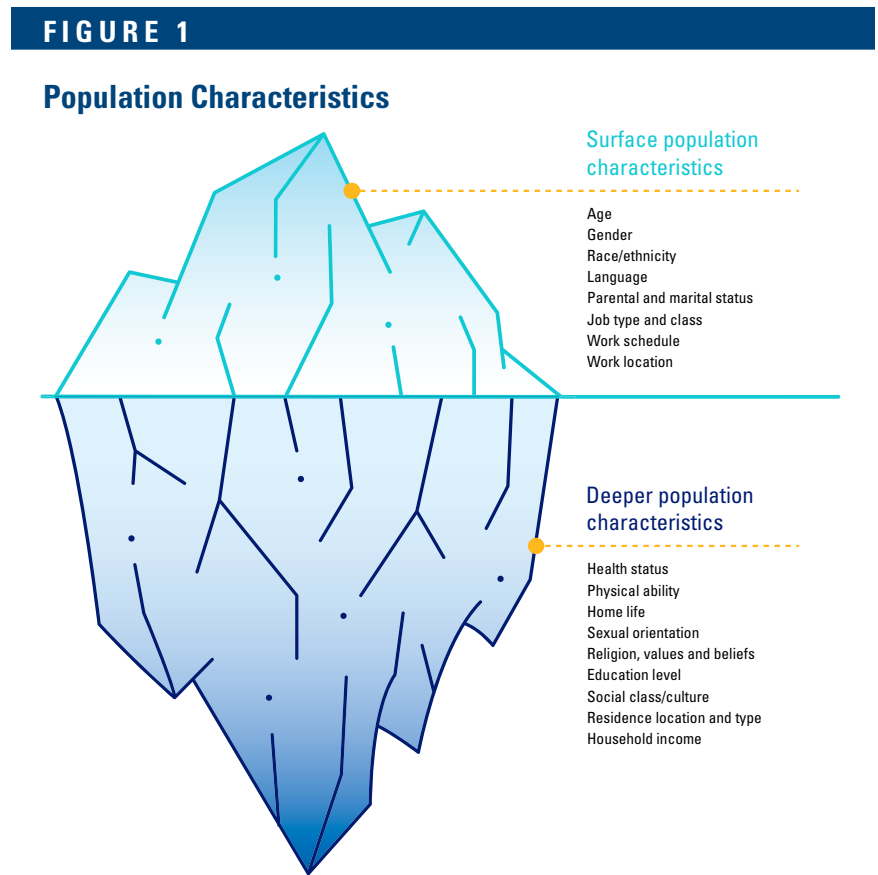 FIGURE 1
Population Characteristics
Surface population
characteristics
Age
Gender
Race/ethnicity
Language
Parental and marital status
Job type and class
Work schedule
Work location
Deeper population
characteristics
Health status
Physical ability
Home life
Sexual orientation
Religion, values and beliefs
Education level
Social class/culture
Residence location and type
Household income